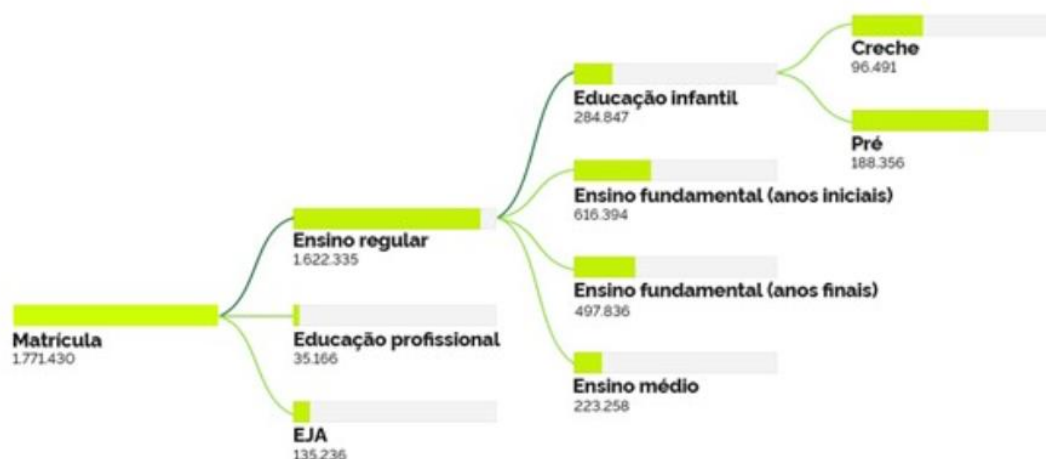 Matrícula
1.771.430
Ensino regular
1.622.335
Educação profissional
35.166
EJA
135.236
Educação infantil
284.847
Ensino fundamental (anos iniciais)
616.394
Ensino fundamental (anos finais)
497.836
Ensino médio
223.258
Creche
96.491
Pré
188.356